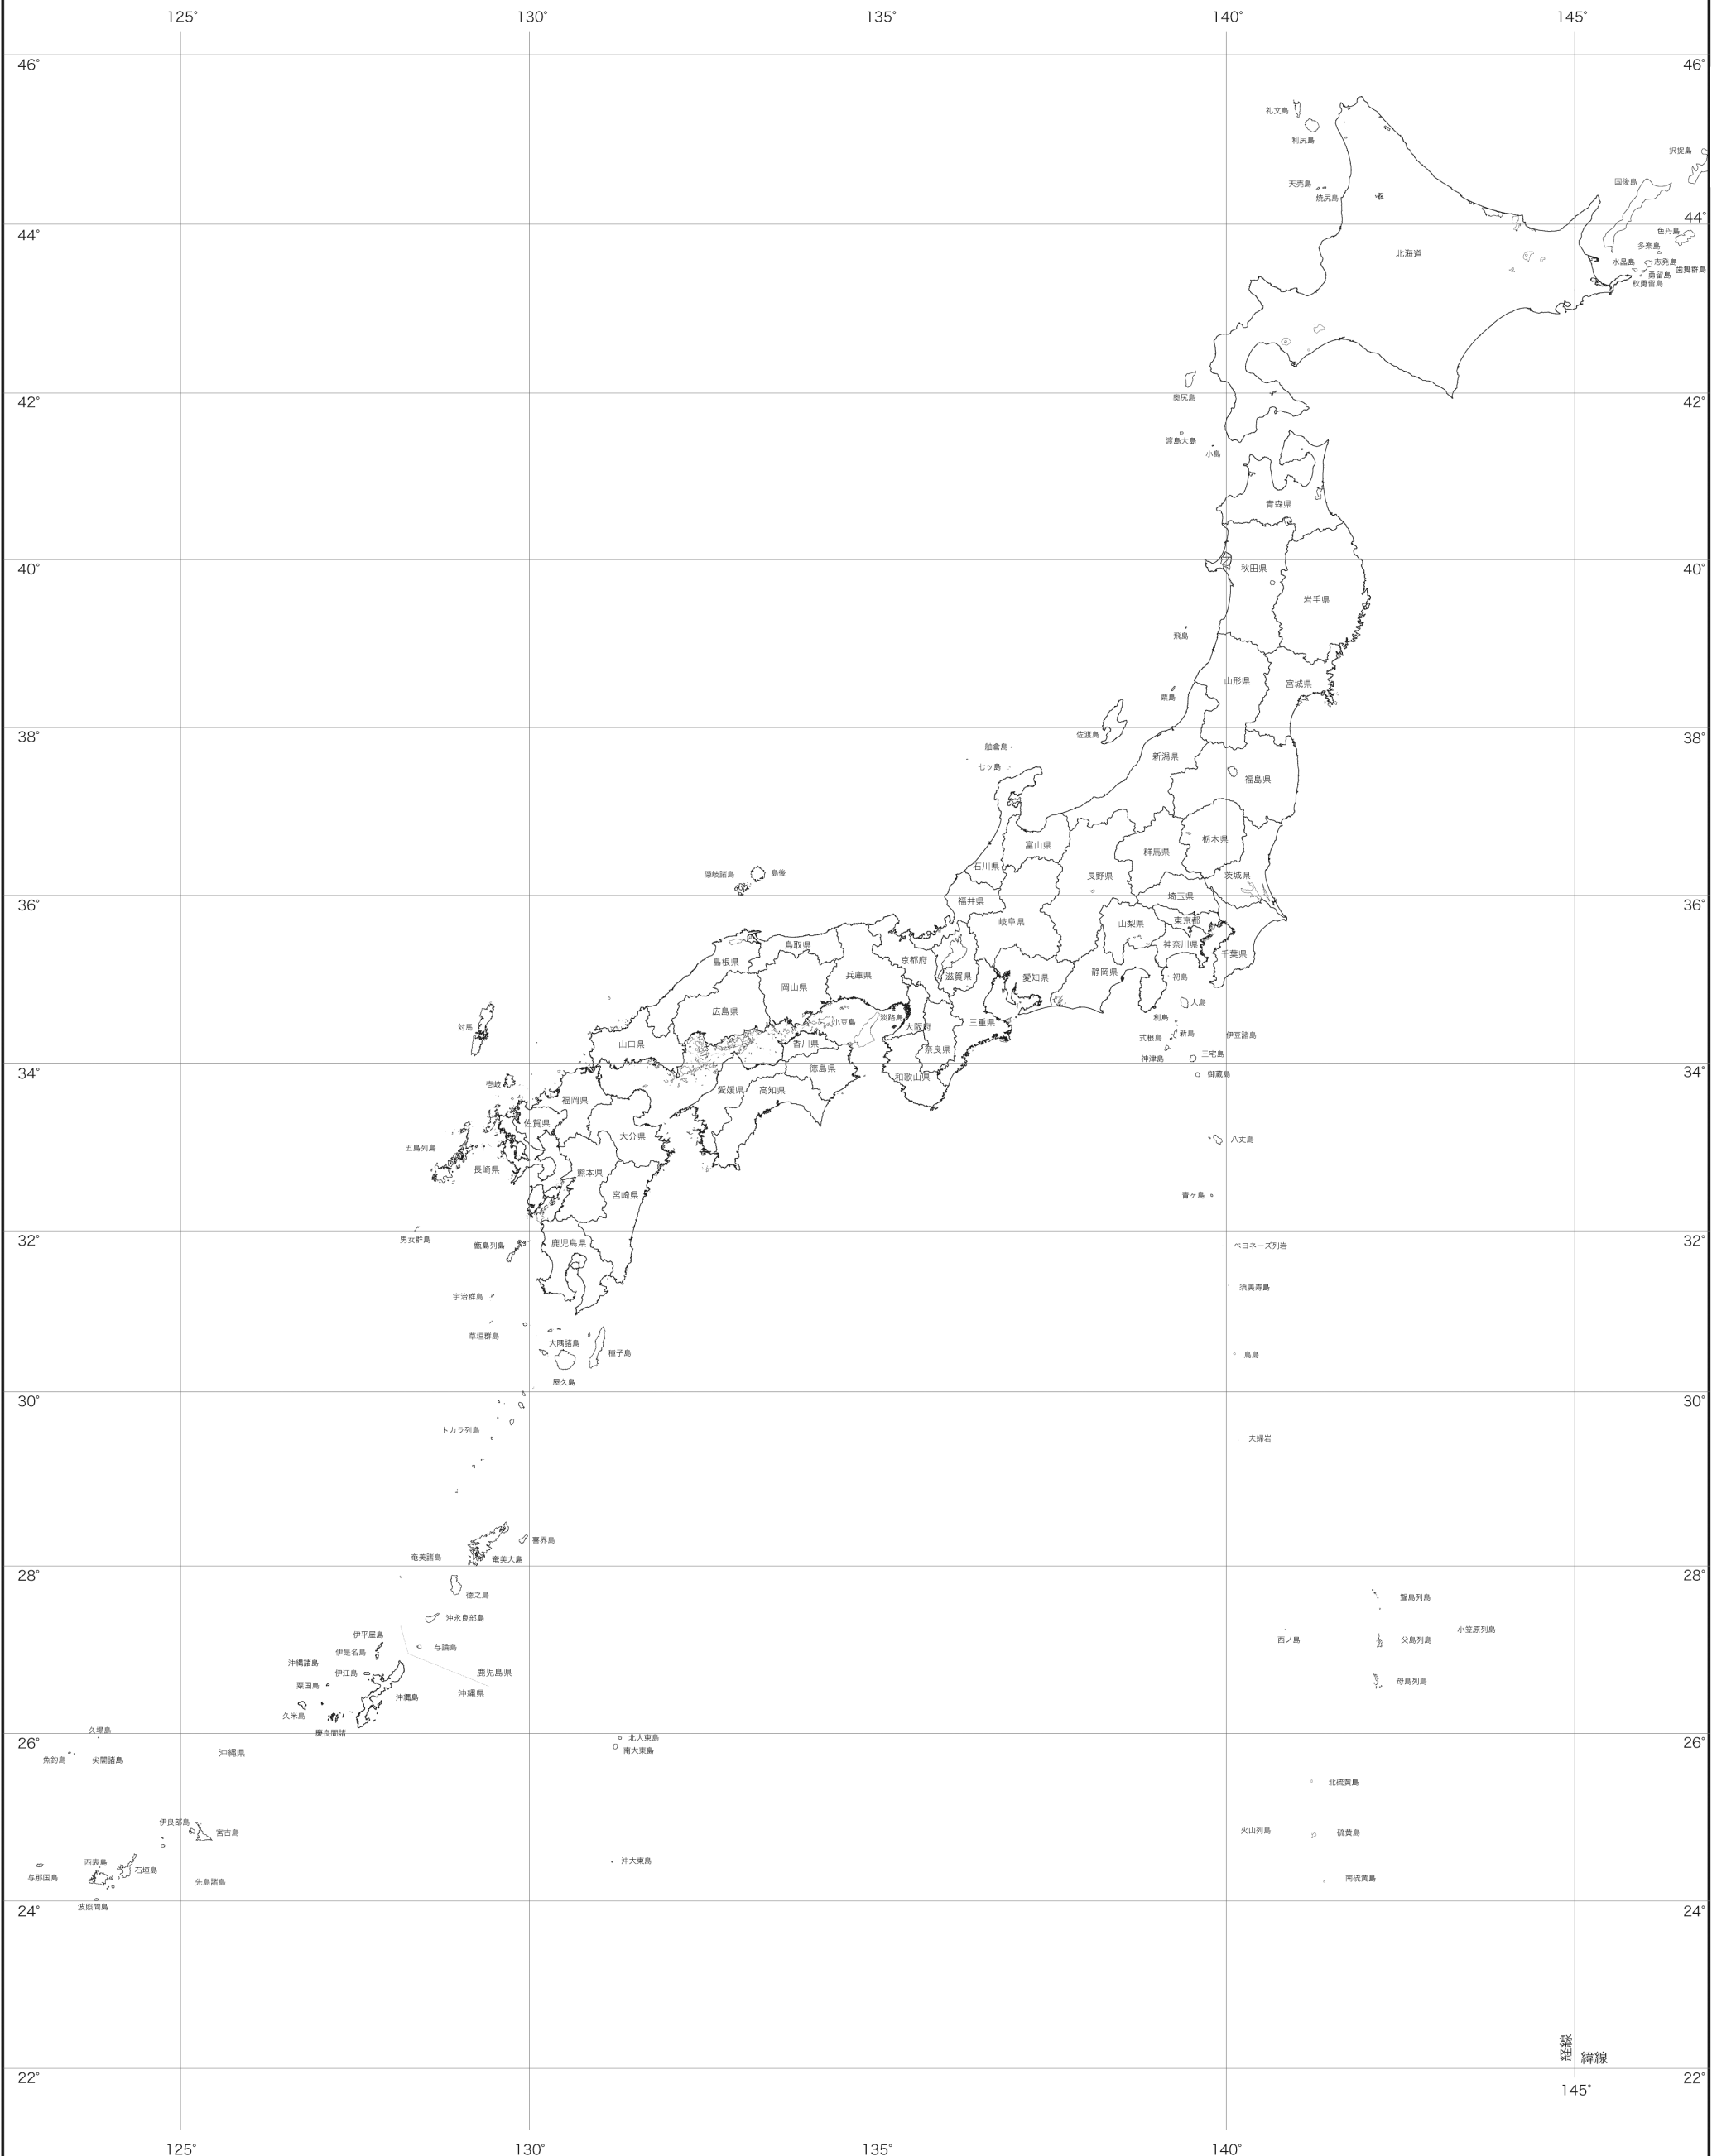 125°
130°
135°
140°
145°
46°
46°
礼文島
利尻島
択捉島
国後島
天売島
焼尻島
44°
44°
色丹島
多楽島
北海道
水晶島
志発島
歯舞群島
勇留島
秋勇留島
42°
42°
奥尻島
渡島大島
小島
青森県
40°
40°
秋田県
岩手県
飛島
山形県
宮城県
粟島
38°
38°
佐渡島
舳倉島
七ッ島
新潟県
福島県
栃木県
富山県
群馬県
石川県
長野県
茨城県
隠岐諸島
島後
36°
36°
福井県
埼玉県
岐阜県
山梨県
東京都
鳥取県
神奈川県
千葉県
島根県
京都府
兵庫県
滋賀県
愛知県
静岡県
初島
岡山県
大島
広島県
小豆島
淡路島
大阪府
三重県
利島
対馬
新島
伊豆諸島
式根島
山口県
香川県
奈良県
三宅島
神津島
34°
34°
徳島県
和歌山県
御蔵島
壱岐
愛媛県
高知県
福岡県
佐賀県
大分県
八丈島
五島列島
長崎県
熊本県
宮崎県
青ヶ島
32°
32°
男女群島
甑島列島
鹿児島県
ベヨネーズ列岩
須美寿島
宇治群島
草垣群島
大隅諸島
種子島
鳥島
屋久島
30°
30°
トカラ列島
夫婦岩
喜界島
奄美諸島
奄美大島
28°
28°
徳之島
聟島列島
沖永良部島
小笠原列島
伊平屋島
与論島
西ノ島
父島列島
伊是名島
沖縄諸島
伊江島
鹿児島県
粟国島
母島列島
沖縄県
沖縄島
久米島
慶良間諸
久場島
26°
26°
北大東島
南大東島
魚釣島
尖閣諸島
沖縄県
北硫黄島
伊良部島
宮古島
火山列島
硫黄島
西表島
石垣島
沖大東島
与那国島
先島諸島
南硫黄島
波照間島
24°
24°
経線
緯線
22°
22°
145°
125°
130°
135°
140°